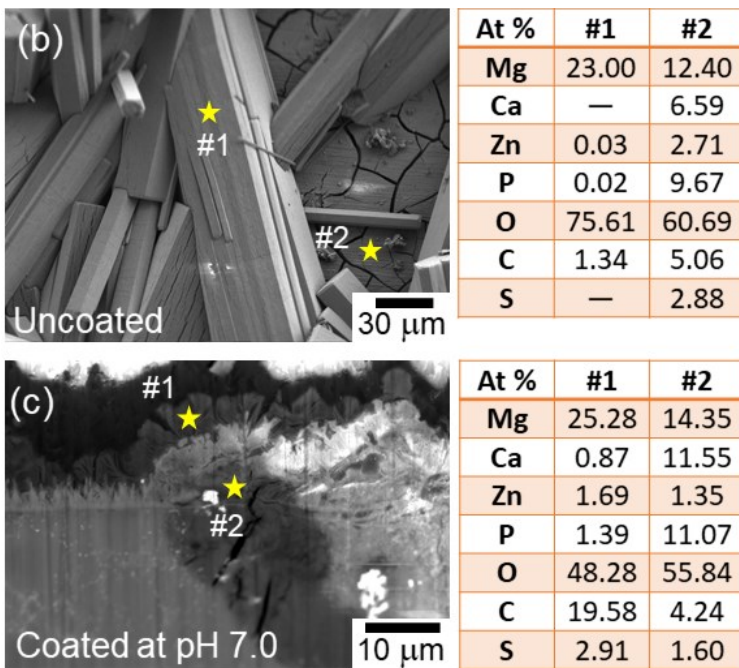 (b)
#1
#2
Uncoated
30 μm
At % #1 #2
Mg 23.00 12.40
Ca — 6.59
Zn 0.03 2.71
P 0.02 9.67
O 75.61 60.69
C 1.34 5.06
S — 2.88
(c)
#1
#2
Coated at pH 7.0
10 μm
At % #1 #2
Mg 25.28 14.35
Ca 0.87 11.55
Zn 1.69 1.35
P 1.39 11.07
O 48.28 55.84
C 19.58 4.24
S 2.91 1.60